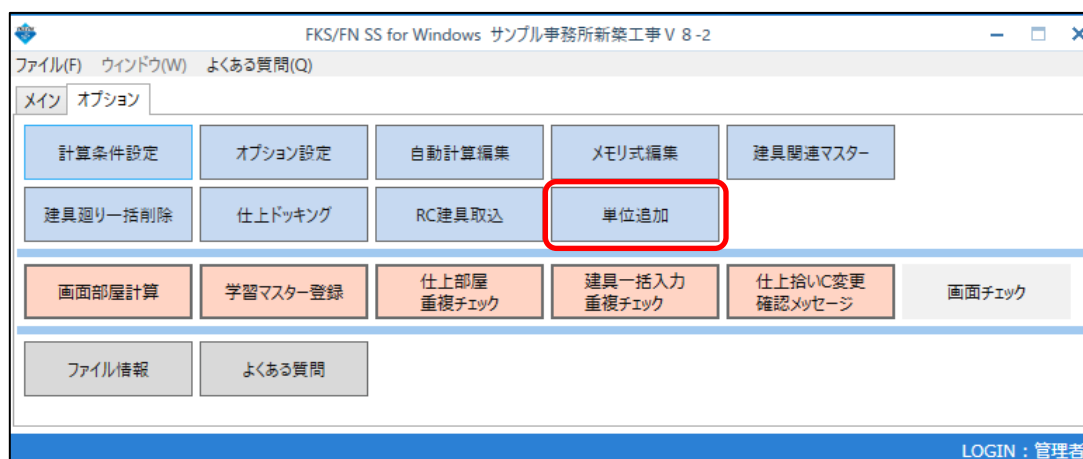 FKS/FN SS for Windows サンプル事務所新築工事V 8-2
ファイル(F) ウィンドウ(W) よくある質問(Q)
メイン オプション
計算条件設定 オプション設定 自動計算編集 メモリ式編集 建具関連マスター
建具廻り一括削除 仕上ドッキング RC建具取込 単位追加
画面部屋計算 学習マスター登録 仕上部屋 建具一括入力 仕上拾いC変更 画面チェック
重複チェック 重複チェック 確認メッセージ
ファイル情報 よくある質問
LOGIN : 管理者